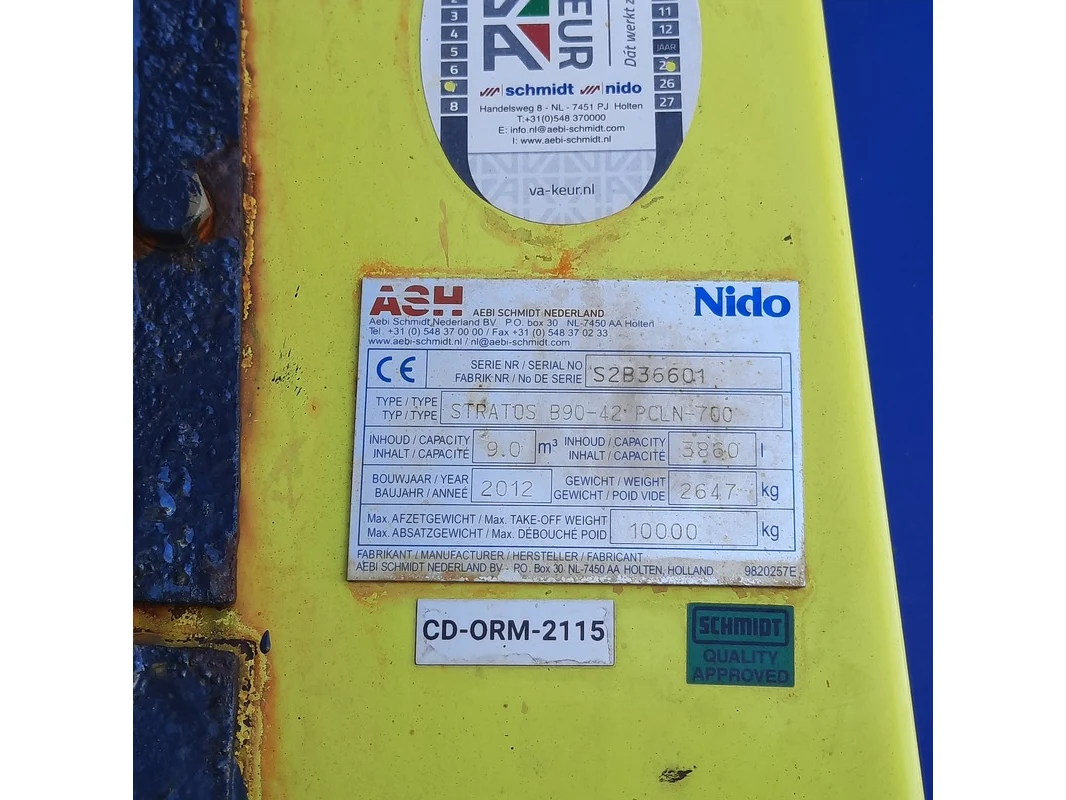 3
4
5
6
8
VA
KEUR
Dát werkt
11
12
JAAR
26
27
schmidt nido
Handelsweg 8 - NL - 7451 PJ Holten
T:+31(0)548 370000
E: info.nl@aebi-schmidt.com
I: www.aebi-schmidt.nl
va-keur.nl
ASH AEBI SCHMIDT NEDERLAND Nido
Aebi Schmidt Nederland BV P.O. box 30 NL-7450 AA Holten
Tel. +31 (0) 548 37 00 00 / Fax +31 (0) 548 37 02 33
www.aebi-schmidt.nl / nl@aebi-schmidt.com
CE SERIE NR / SERIAL NO S2B36601
FABRIK NR / No DE SERIE
TYPE / TYPE STRATOS B90-42 PCLN-700
TYP / TYPE
INHOUD / CAPACITY 9.0 m³ INHOUD / CAPACITY 3860 l
INHALT / CAPACITÉ INHALT / CAPACITÉ
BOUWJAAR / YEAR 2012 GEWICHT / WEIGHT 2647 kg
BAUJAHR / ANNEÉ GEWICHT / POID VIDE
Max. AFZETGEWICHT / Max. TAKE-OFF WEIGHT 10000 kg
Max. ABSATZGEWICHT / Max. DÉBOUCHÉ POID
FABRIKANT / MANUFACTURER / HERSTELLER / FABRICANT
AEBI SCHMIDT NEDERLAND BV - P.O. Box 30 NL-7450 AA HOLTEN, HOLLAND 9820257E
CD-ORM-2115
SCHMIDT
QUALITY
APPROVED